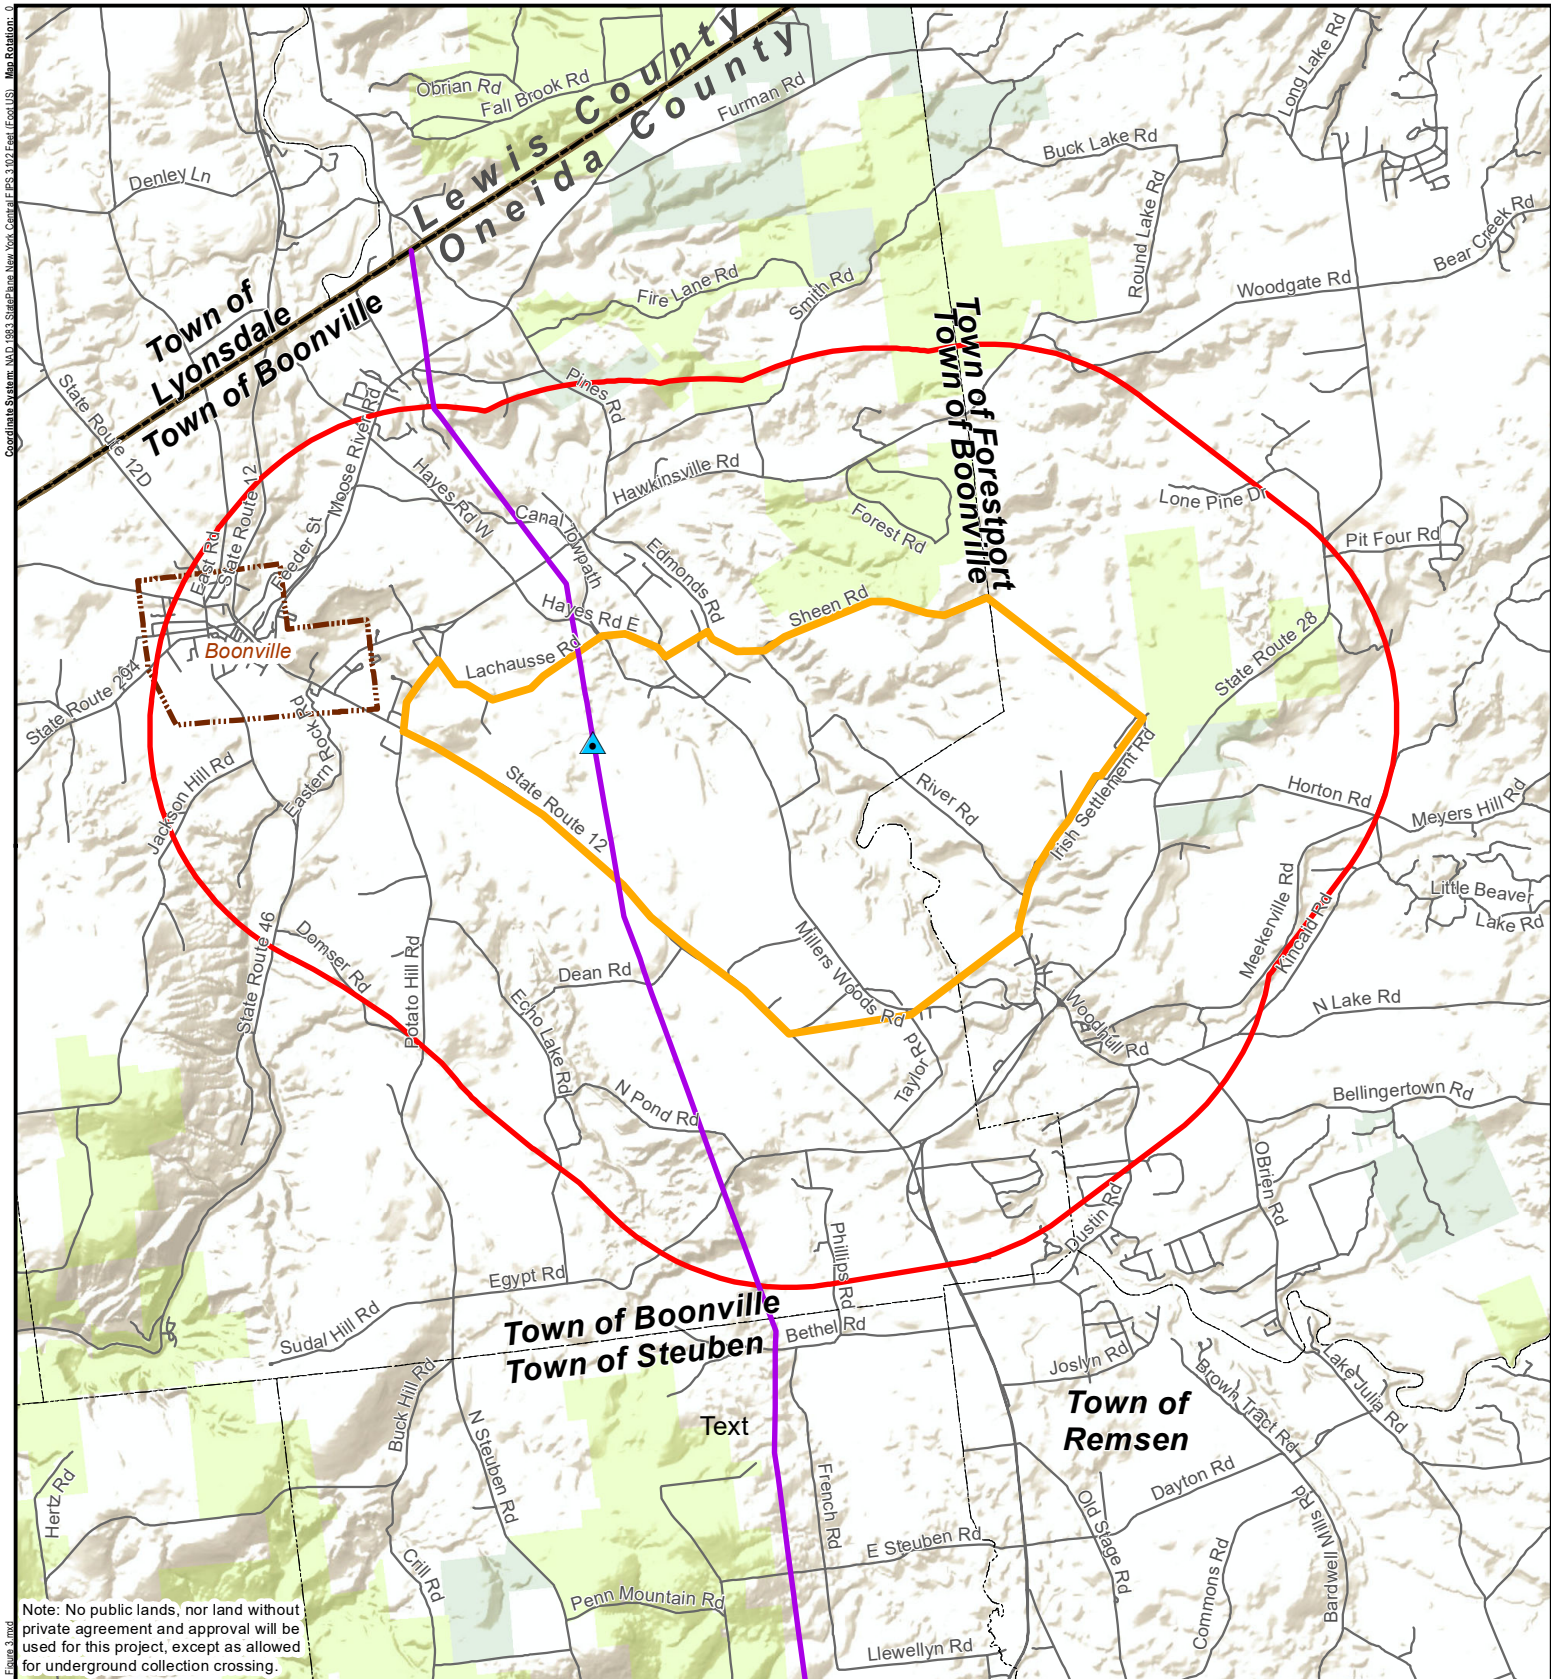 Coordinate System: NAD 1983 StatePlane New York Central FIPS 3102 Feet (Foot US)   Map Rotation: 0
Obrian Rd
Fall Brook Rd
Lewis County
Oneida County
Furman Rd
Long Lake Rd
Buck Lake Rd
Denley Ln
Round Lake Rd
Bear Creek Rd
Woodgate Rd
Fire Lane Rd
Smith Rd
Town of
Lyonsdale
Town of Boonville
Town of Forestport
Town of Boonville
State Route 12D
Pines Rd
Moose River Rd
Hayes Rd W
Hawkinsville Rd
Lone Pine Dr
State Route 12
Canal Towpath
Forest Rd
Pit Four Rd
East Rd
Feeder St
Edmonds Rd
Hayes Rd E
Sheen Rd
Boonville
Lachausse Rd
State Route 28
State Route 294
Eastern Rock Rd
Jackson Hill Rd
State Route 12
River Rd
Irish Settlement Rd
Horton Rd
Meyers Hill Rd
Little Beaver
Lake Rd
Meekerville Rd
Kincaid Rd
State Route 46
Domser Rd
Potato Hill Rd
Dean Rd
Millers Woods Rd
Echo Lake Rd
N Lake Rd
Woodhull Rd
Taylor Rd
N Pond Rd
Bellingertown Rd
OBrien Rd
Dustin Rd
Phillips Rd
Egypt Rd
Sudal Hill Rd
Town of Boonville
Town of Steuben
Bethel Rd
Joslyn Rd
Lake Julia Rd
Brown Tract Rd
Buck Hill Rd
Text
Town of
Remsen
N Steuben Rd
French Rd
Hertz Rd
Dayton Rd
Old Stage Rd
Bardwell Mills Rd
E Steuben Rd
Crill Rd
Commons Rd
Penn Mountain Rd
Llewellyn Rd
Note: No public lands, nor land without
private agreement and approval will be
used for this project, except as allowed
for underground collection crossing.
Figure 3.mxd